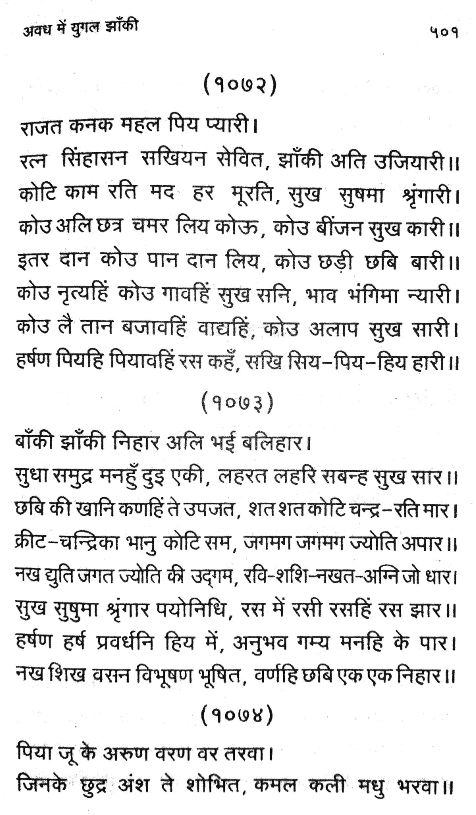 अवध में युगल झाँकी
५०१
(१०७२)
राजत कनक महल पिय प्यारी।
रत्न सिंहासन सखियन सेवित, झाँकी अति उजियारी॥
कोटि काम रति मद हर मूरति, सुख सुषमा श्रृंगारी।
कोउ अलि छत्र चमर लिय कोऊ, कोउ बींजन सुख कारी॥
इतर दान कोउ पान दान लिय, कोउ छड़ी छबि बारी॥
कोउ नृत्यहिं कोउ गावहिं सुख सनि, भाव भंगिमा न्यारी।
कोउ लै तान बजावहिं वाद्यहिं, कोउ अलाप सुख सारी।
हर्षण पियहि पियावहिं रस कहँ, सखि सिय-पिय-हिय हारी॥
(१०७३)
बाँकी झाँकी निहार अलि भई बलिहार।
सुधा समुद्र मनहुँ दुइ एकी, लहरत लहरि सबन्ह सुख सार॥
छबि की खानि कणहिं ते उपजत, शत शत कोटि चन्द्र-रति मार।
क्रीट-चन्द्रिका भानु कोटि सम, जगमग जगमग ज्योति अपार॥
नख द्युति जगत ज्योति की उद्गम, रवि-शशि-नखत-अग्नि जो धार।
सुख सुषुमा श्रृंगार पयोनिधि, रस में रसी रसहिं रस झार॥
हर्षण हर्ष प्रवर्धनि हिय में, अनुभव गम्य मनहि के पार।
नख शिख वसन विभूषण भूषित, वर्णहि छबि एक एक निहार॥
(१०७४)
पिया जू के अरुण वरण वर तरवा।
जिनके छुद्र अंश ते शोभित, कमल कली मधु भरवा॥